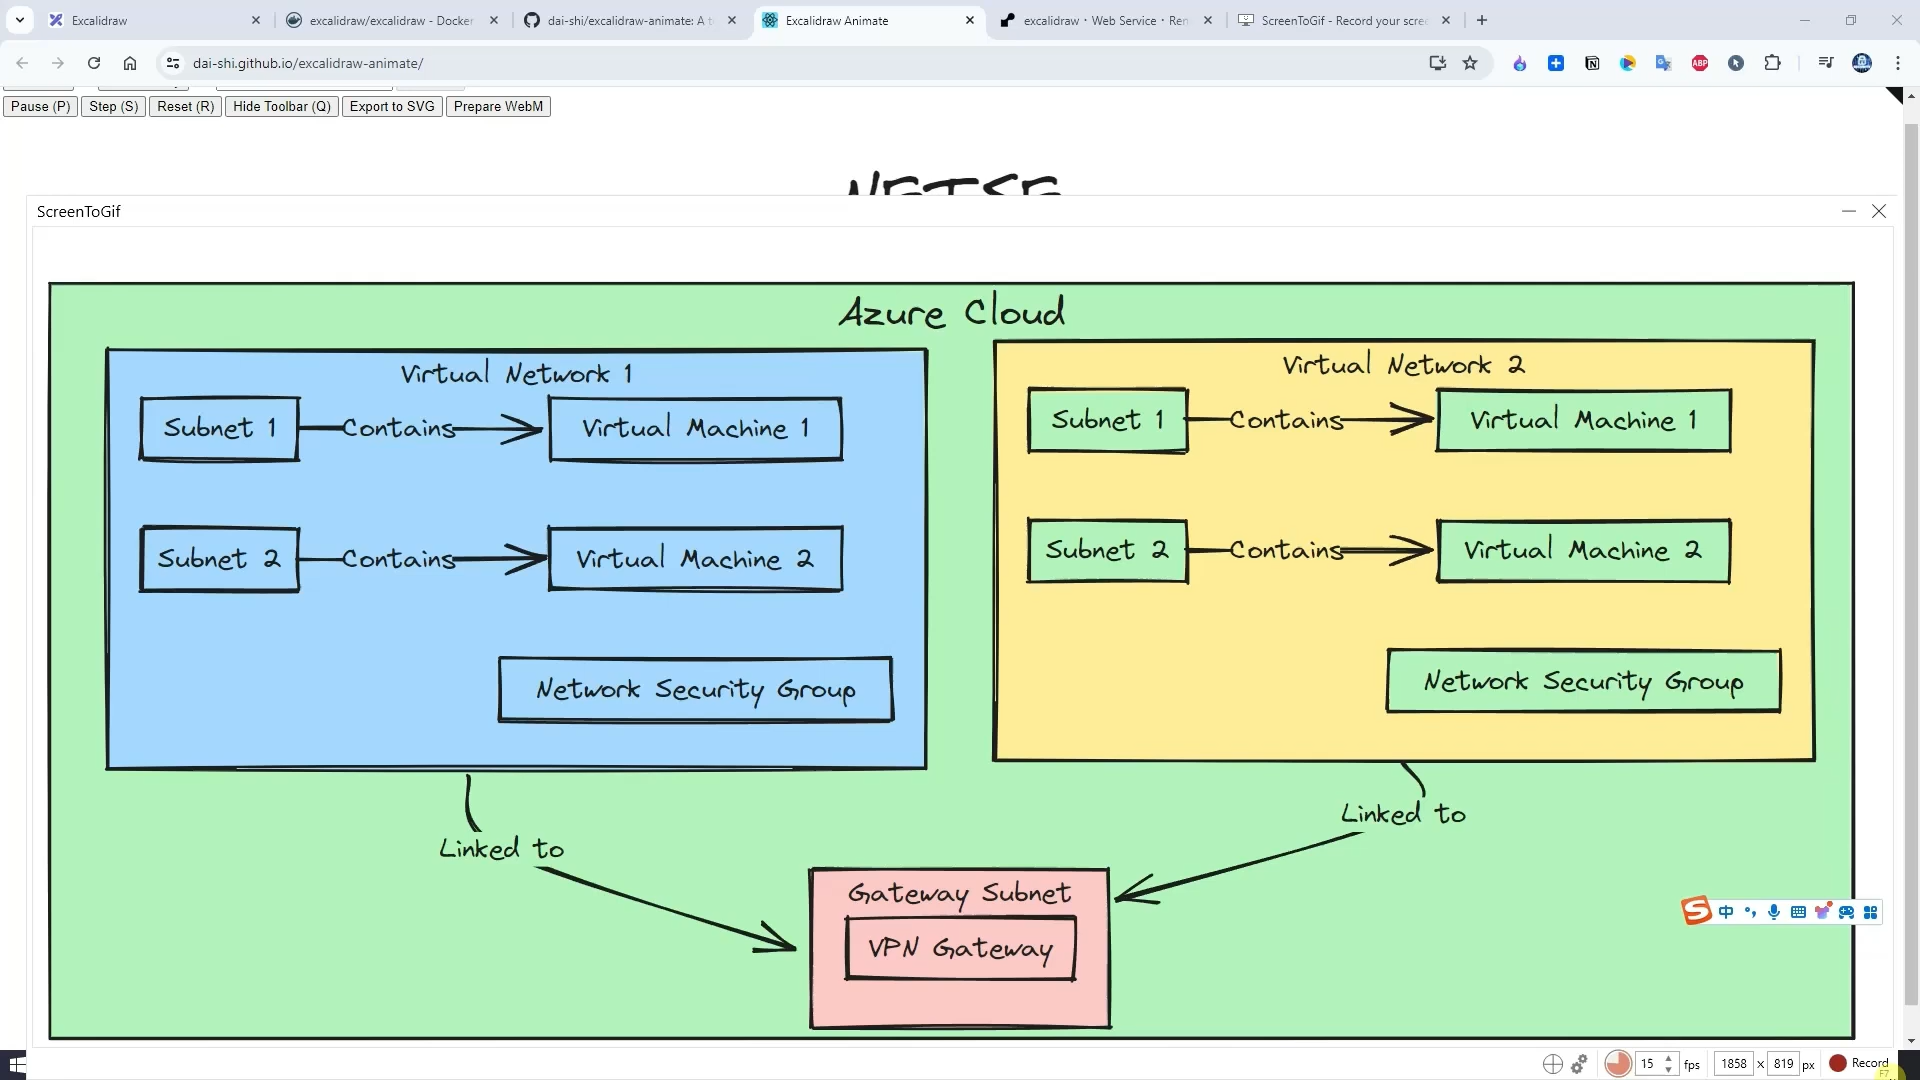 Excalidraw
excalidraw/excalidraw - Docker
dai-shi/excalidraw-animate: A t
Excalidraw Animate
excalidraw · Web Service · Ren
ScreenToGif - Record your scree
dai-shi.github.io/excalidraw-animate/
ABP
Pause (P)
Step (S)
Reset (R)
Hide Toolbar (Q)
Export to SVG
Prepare WebM
ScreenToGif
Azure Cloud
Virtual Network 1
Subnet 1
Contains
Virtual Machine 1
Subnet 2
Contains
Virtual Machine 2
Network Security Group
Virtual Network 2
Subnet 1
Contains
Virtual Machine 1
Subnet 2
Contains
Virtual Machine 2
Network Security Group
Linked to
Linked to
Gateway Subnet
VPN Gateway
中
15 fps
1858 x 819 px
Record
F7